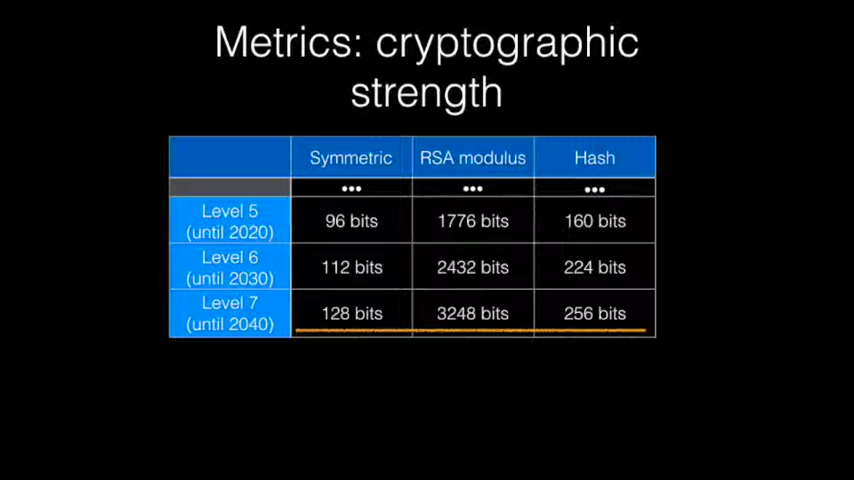 Metrics: cryptographic
strength
Symmetric RSA modulus Hash
... ... ...
Level 5
(until 2020) 96 bits 1776 bits 160 bits
Level 6
(until 2030) 112 bits 2432 bits 224 bits
Level 7
(until 2040) 128 bits 3248 bits 256 bits